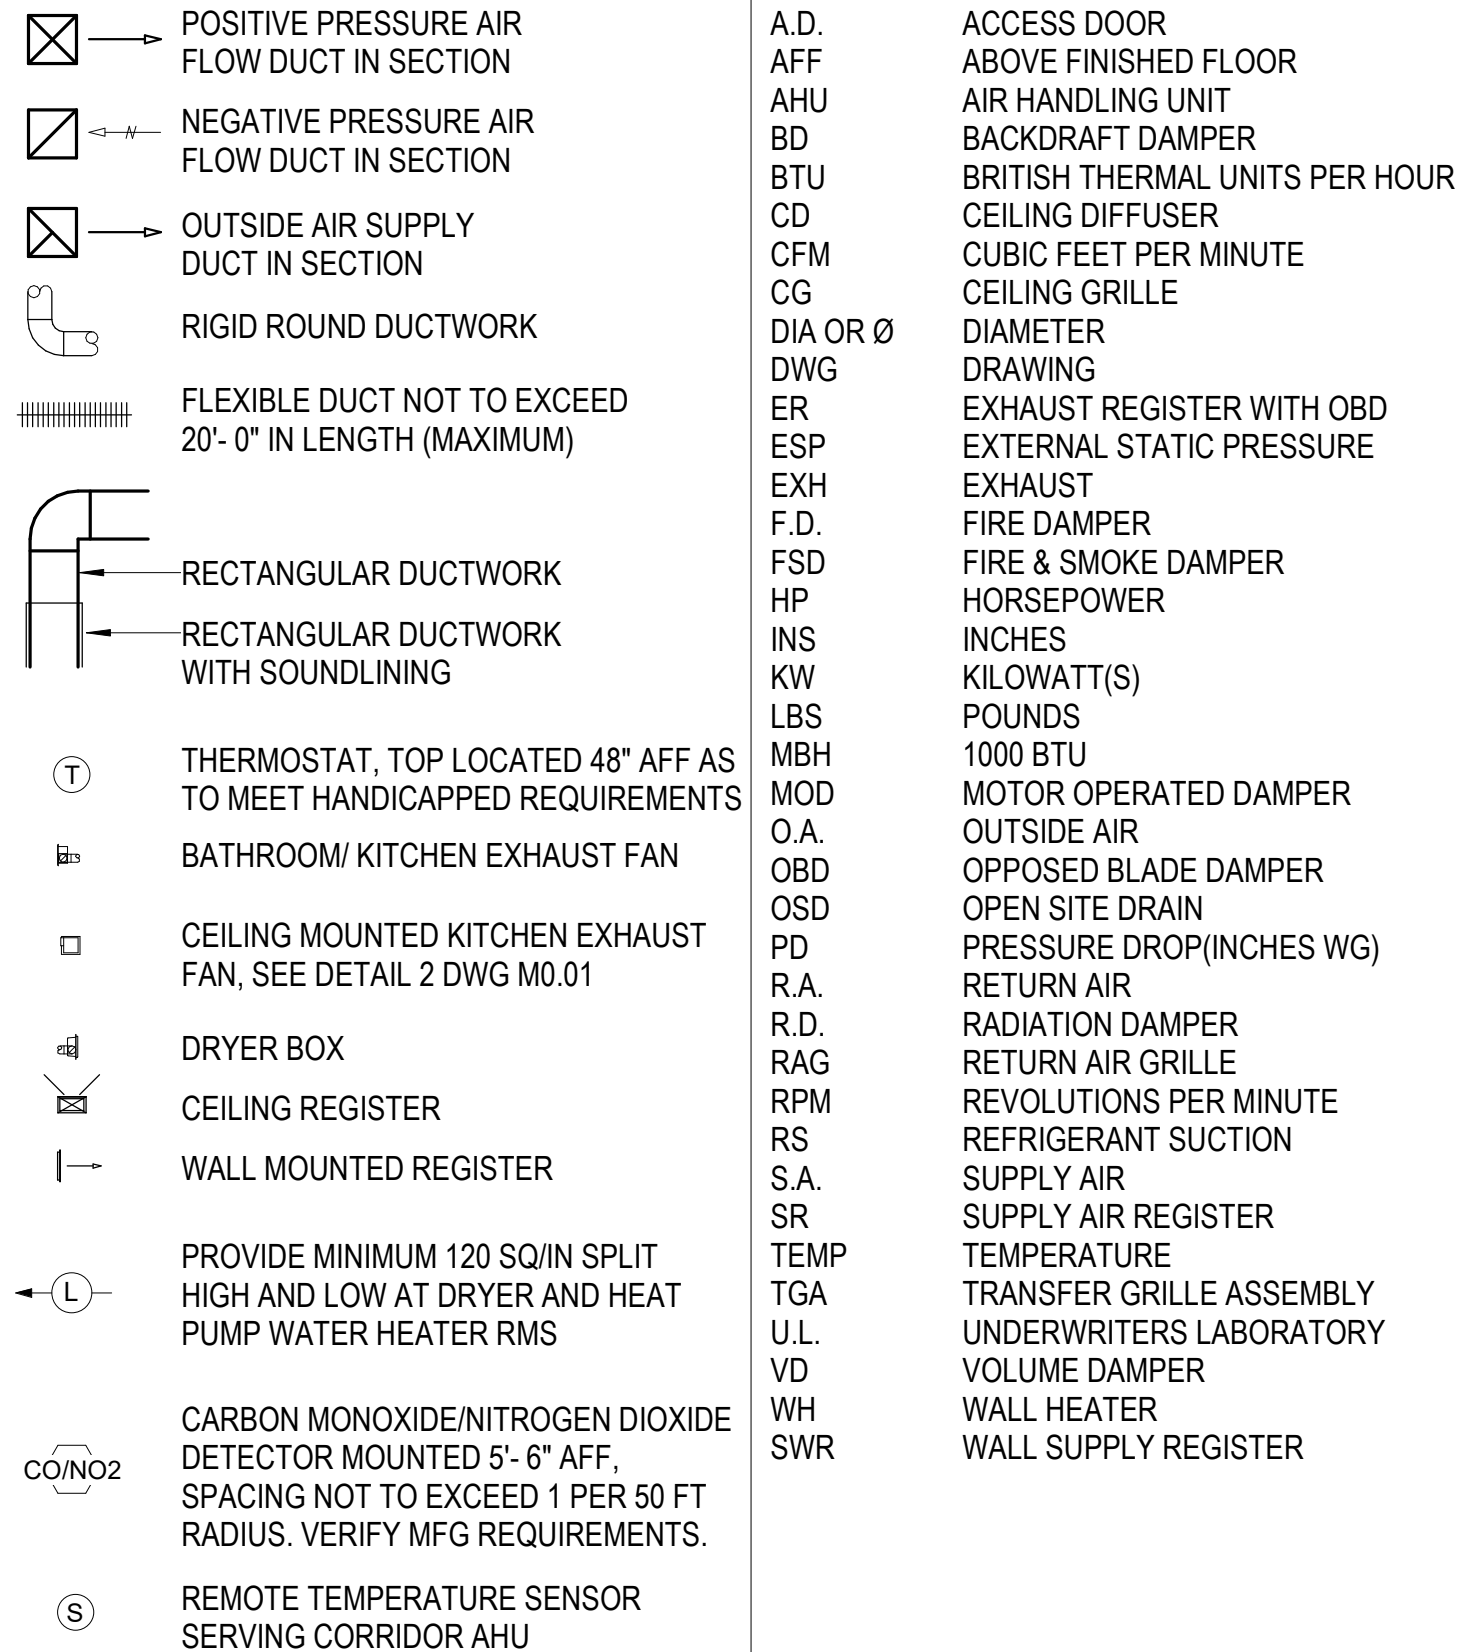 POSITIVE PRESSURE AIR
FLOW DUCT IN SECTION
N
NEGATIVE PRESSURE AIR
FLOW DUCT IN SECTION
OUTSIDE AIR SUPPLY
DUCT IN SECTION
RIGID ROUND DUCTWORK
FLEXIBLE DUCT NOT TO EXCEED
20'- 0" IN LENGTH (MAXIMUM)
RECTANGULAR DUCTWORK
RECTANGULAR DUCTWORK
WITH SOUNDLINING
T
THERMOSTAT, TOP LOCATED 48" AFF AS
TO MEET HANDICAPPED REQUIREMENTS
BATHROOM/ KITCHEN EXHAUST FAN
CEILING MOUNTED KITCHEN EXHAUST
FAN, SEE DETAIL 2 DWG M0.01
DRYER BOX
CEILING REGISTER
WALL MOUNTED REGISTER
L
PROVIDE MINIMUM 120 SQ/IN SPLIT
HIGH AND LOW AT DRYER AND HEAT
PUMP WATER HEATER RMS
CO/NO2
CARBON MONOXIDE/NITROGEN DIOXIDE
DETECTOR MOUNTED 5'- 6" AFF,
SPACING NOT TO EXCEED 1 PER 50 FT
RADIUS. VERIFY MFG REQUIREMENTS.
S
REMOTE TEMPERATURE SENSOR
SERVING CORRIDOR AHU
A.D. ACCESS DOOR
AFF ABOVE FINISHED FLOOR
AHU AIR HANDLING UNIT
BD BACKDRAFT DAMPER
BTU BRITISH THERMAL UNITS PER HOUR
CD CEILING DIFFUSER
CFM CUBIC FEET PER MINUTE
CG CEILING GRILLE
DIA OR Ø DIAMETER
DWG DRAWING
ER EXHAUST REGISTER WITH OBD
ESP EXTERNAL STATIC PRESSURE
EXH EXHAUST
F.D. FIRE DAMPER
FSD FIRE & SMOKE DAMPER
HP HORSEPOWER
INS INCHES
KW KILOWATT(S)
LBS POUNDS
MBH 1000 BTU
MOD MOTOR OPERATED DAMPER
O.A. OUTSIDE AIR
OBD OPPOSED BLADE DAMPER
OSD OPEN SITE DRAIN
PD PRESSURE DROP(INCHES WG)
R.A. RETURN AIR
R.D. RADIATION DAMPER
RAG RETURN AIR GRILLE
RPM REVOLUTIONS PER MINUTE
RS REFRIGERANT SUCTION
S.A. SUPPLY AIR
SR SUPPLY AIR REGISTER
TEMP TEMPERATURE
TGA TRANSFER GRILLE ASSEMBLY
U.L. UNDERWRITERS LABORATORY
VD VOLUME DAMPER
WH WALL HEATER
SWR WALL SUPPLY REGISTER